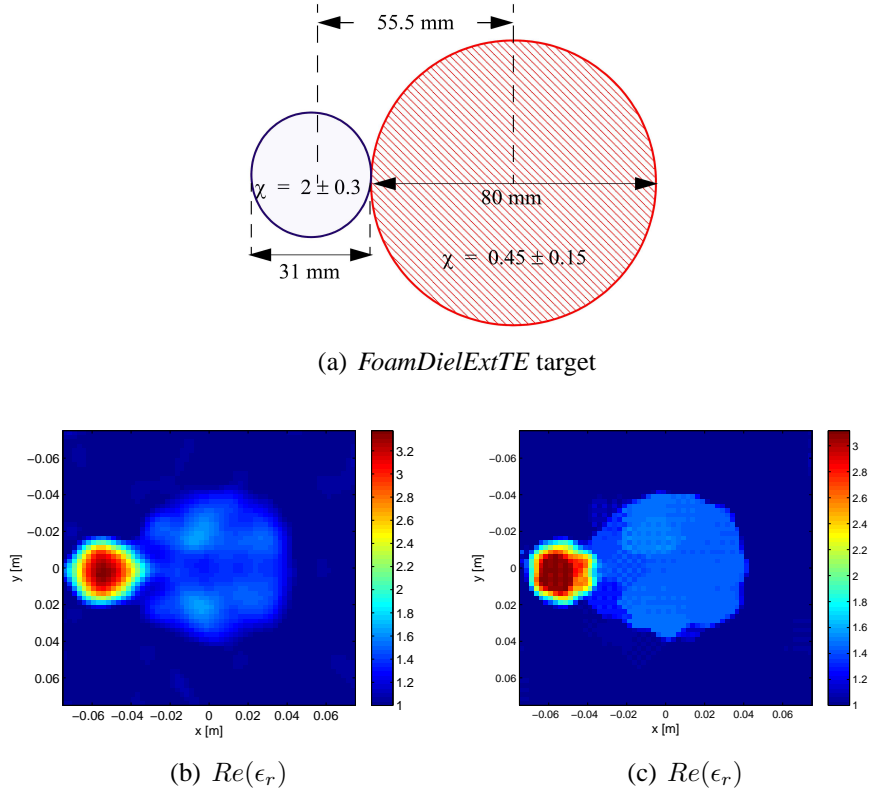 55.5 mm
χ = 2 ± 0.3
80 mm
χ = 0.45 ± 0.15
31 mm
(a) FoamDielExtTE target
−0.06
−0.04
−0.02
0
0.02
0.04
0.06
y [m]
−0.06 −0.04 −0.02 0 0.02 0.04 0.06
x [m]
3.2
3
2.8
2.6
2.4
2.2
2
1.8
1.6
1.4
1.2
1
(b) Re(ϵr)
−0.06
−0.04
−0.02
0
0.02
0.04
0.06
y [m]
−0.06 −0.04 −0.02 0 0.02 0.04 0.06
x [m]
3
2.8
2.6
2.4
2.2
2
1.8
1.6
1.4
1.2
1
(c) Re(ϵr)